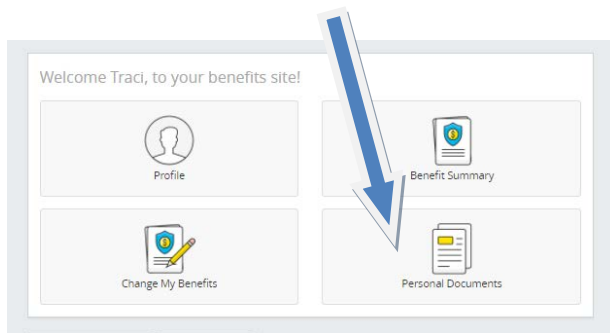 Welcome Traci, to your benefits site!
Profile
Benefit Summary
Change My Benefits
Personal Documents